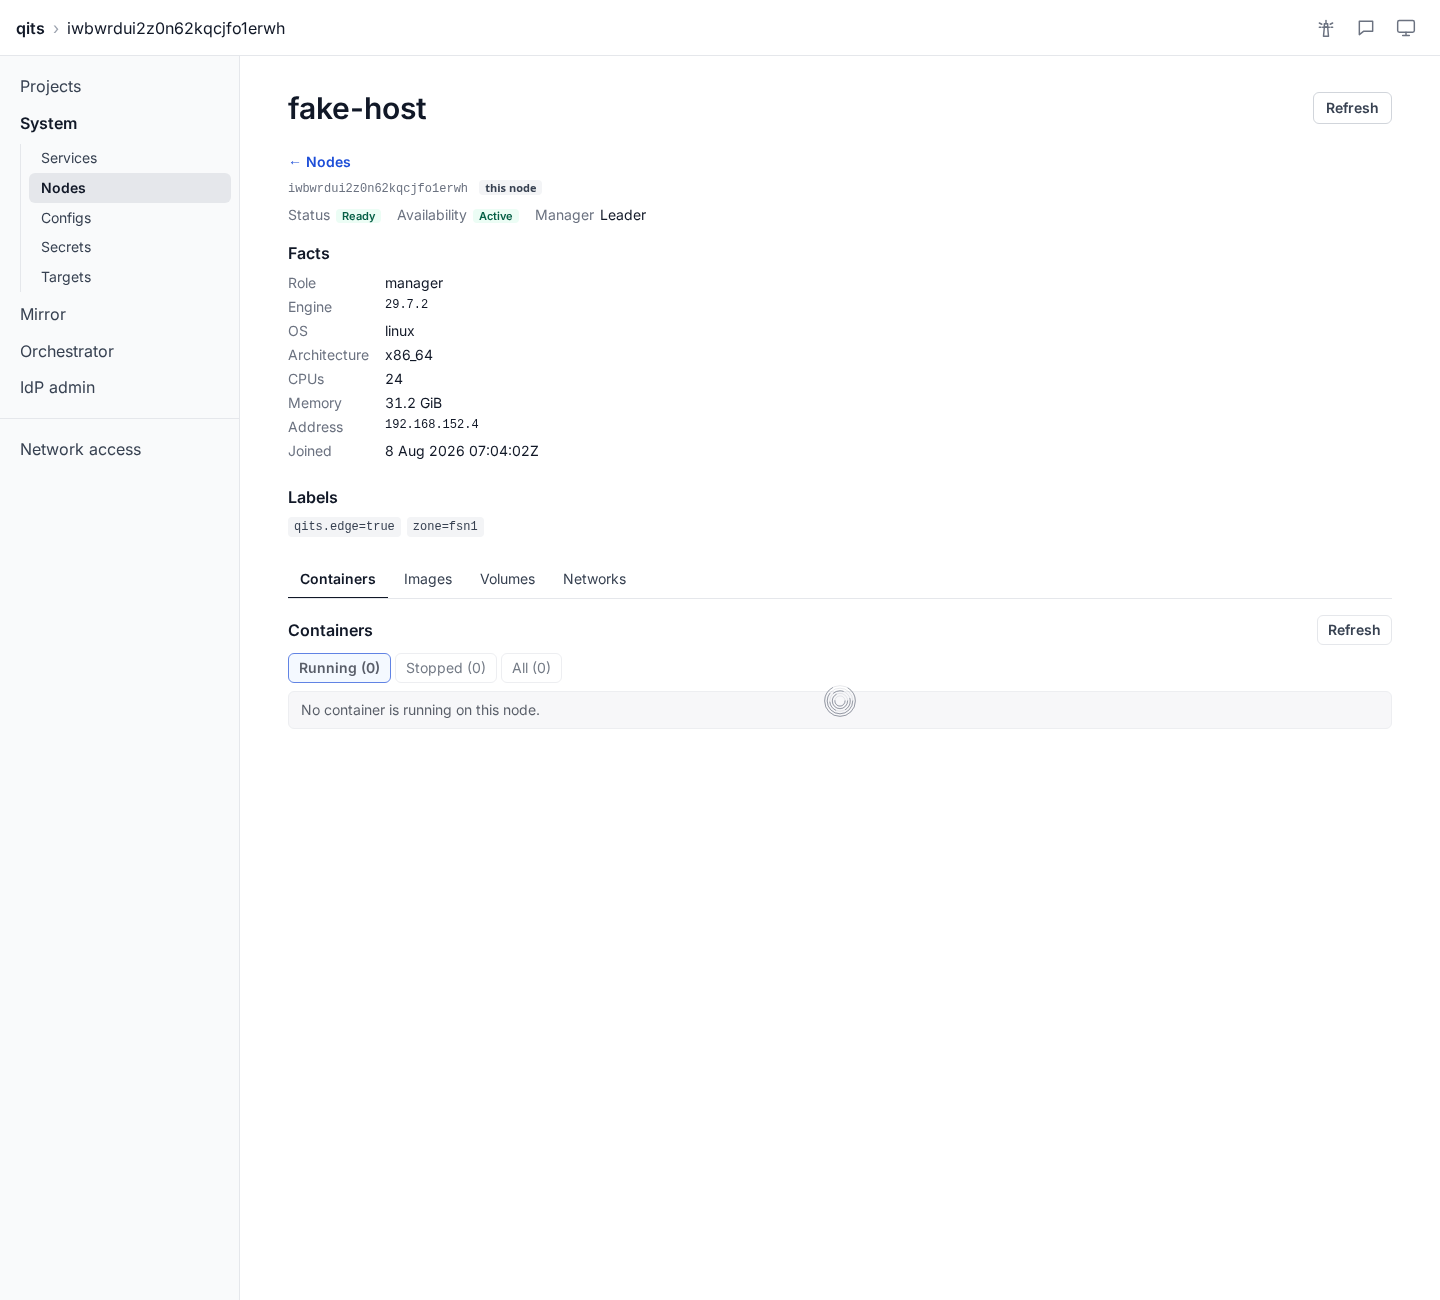 qits › iwbwrdui2z0n62kqcjfo1erwh
Projects
System
Services
Nodes
Configs
Secrets
Targets
Mirror
Orchestrator
IdP admin
Network access
fake-host
Refresh
← Nodes
iwbwrdui2z0n62kqcjfo1erwh this node
Status Ready Availability Active Manager Leader
Facts
Role manager
Engine 29.7.2
OS linux
Architecture x86_64
CPUs 24
Memory 31.2 GiB
Address 192.168.152.4
Joined 8 Aug 2026 07:04:02Z
Labels
qits.edge=true zone=fsn1
Containers Images Volumes Networks
Containers
Refresh
Running (0) Stopped (0) All (0)
No container is running on this node.